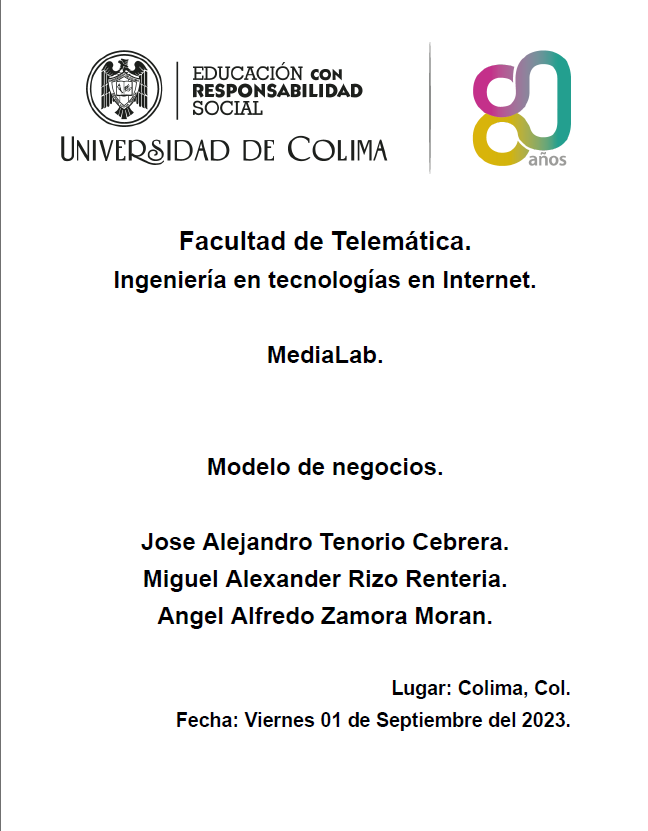 EDUCACIÓN CON
RESPONSABILIDAD
SOCIAL
UNIVERSIDAD DE COLIMA
80
años
Facultad de Telemática.
Ingeniería en tecnologías en Internet.
MediaLab.
Modelo de negocios.
Jose Alejandro Tenorio Cebrera.
Miguel Alexander Rizo Renteria.
Angel Alfredo Zamora Moran.
Lugar: Colima, Col.
Fecha: Viernes 01 de Septiembre del 2023.